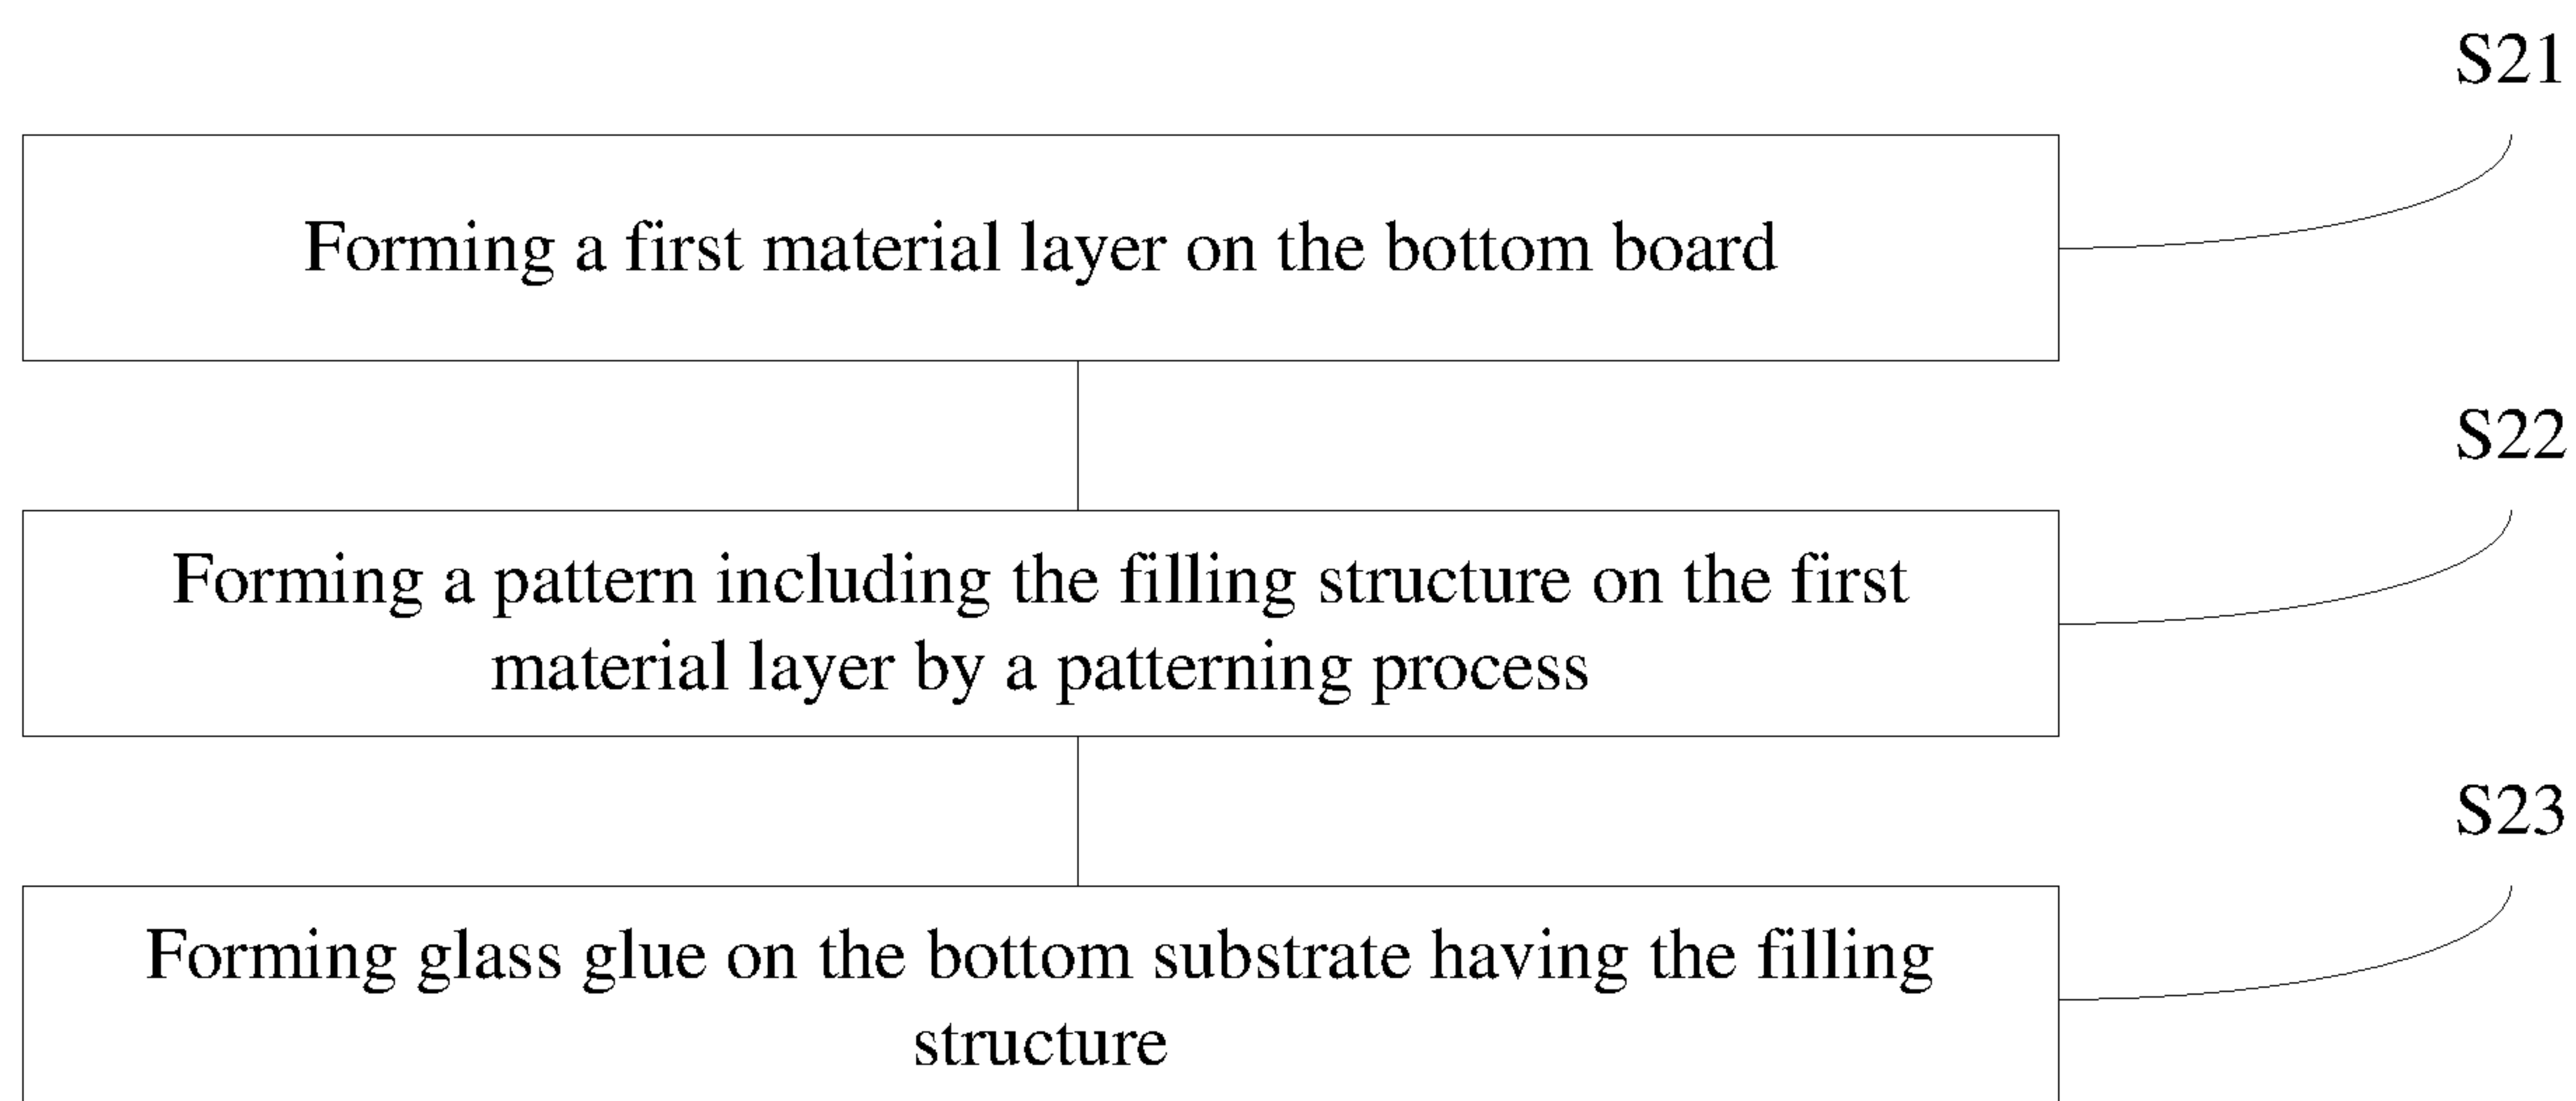 S21
Forming a first material layer on the bottom board
S22
Forming a pattern including the filling structure on the first
material layer by a patterning process
S23
Forming glass glue on the bottom substrate having the filling
structure